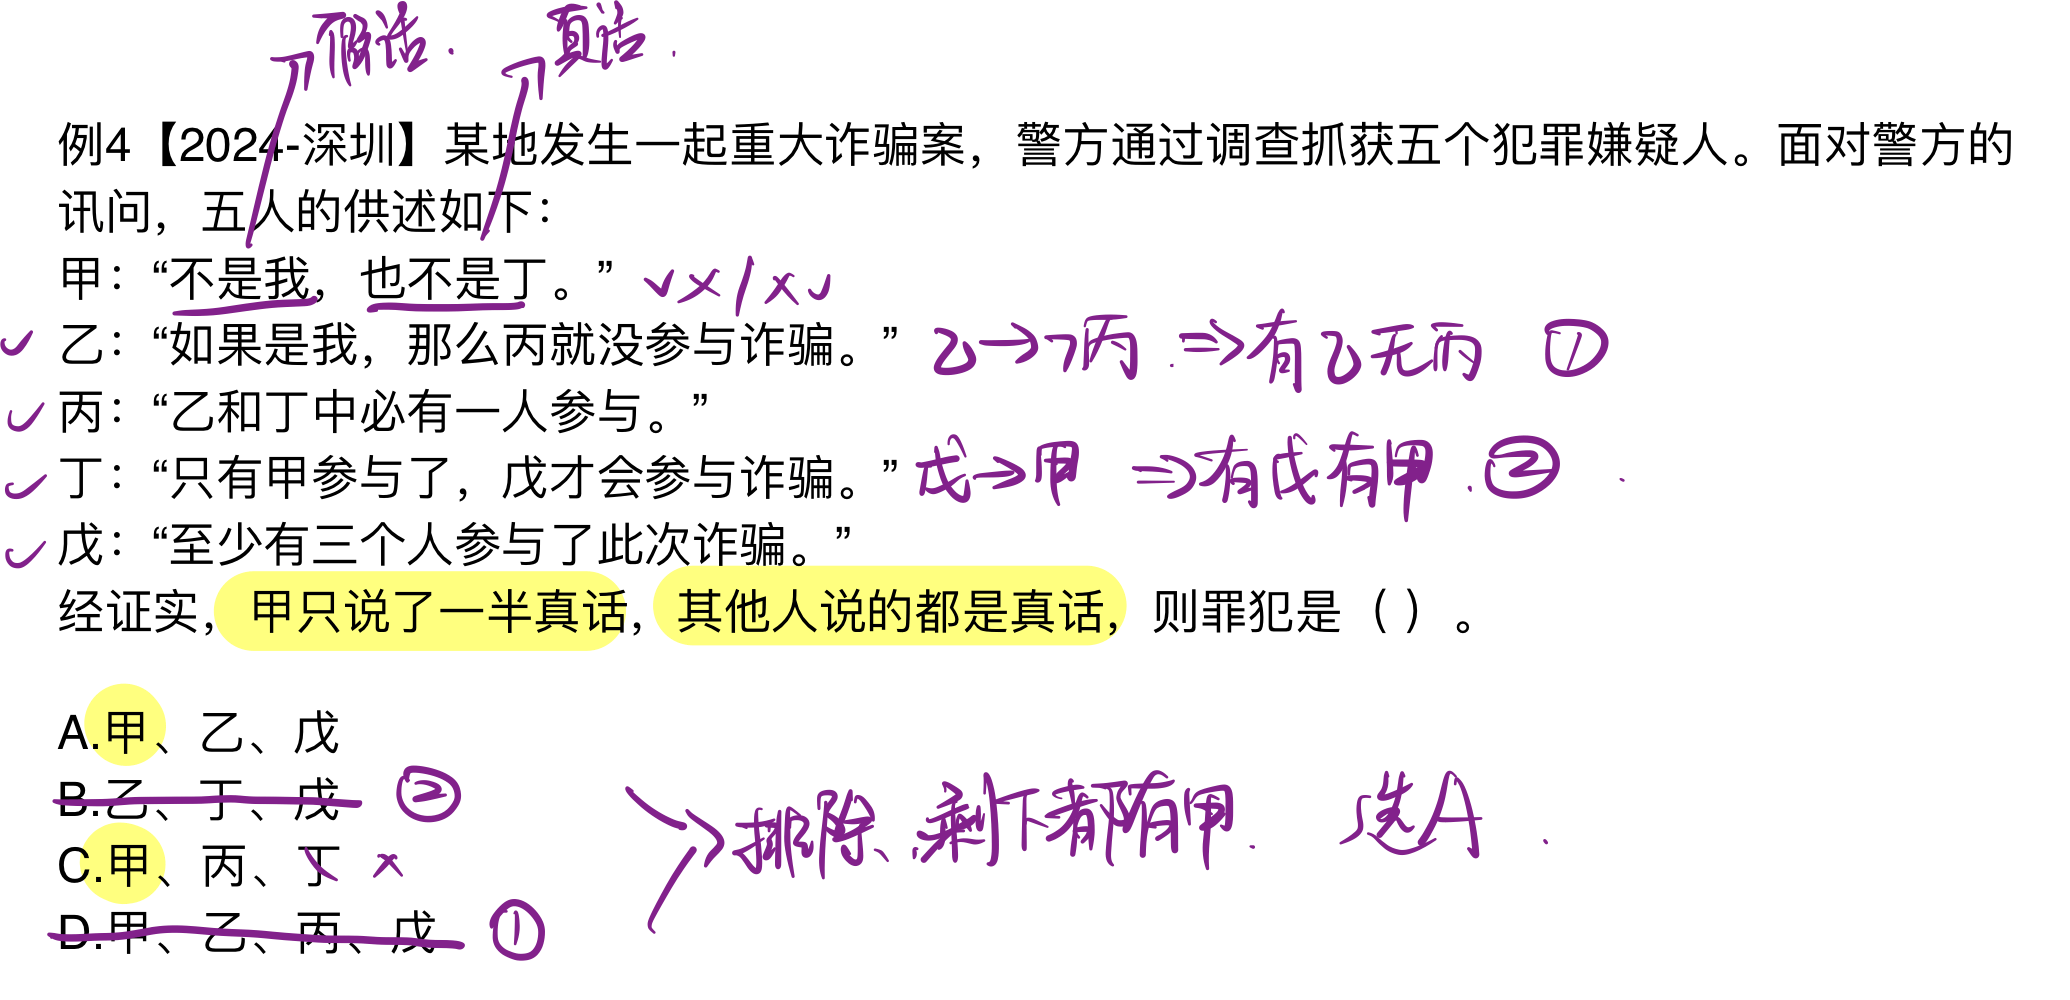 假话. 真话.
例4【2024-深圳】某地发生一起重大诈骗案，警方通过调查抓获五个犯罪嫌疑人。面对警方的
讯问，五人的供述如下：
甲：“不是我，也不是丁。” ✓×/×✓
✓ 乙：“如果是我，那么丙就没参与诈骗。” 乙→¬丙. ⇒有乙无丙 ①
✓ 丙：“乙和丁中必有一人参与。”
✓ 丁：“只有甲参与了，戊才会参与诈骗。” 戊→甲 ⇒有戊有甲. ②
✓ 戊：“至少有三个人参与了此次诈骗。”
经证实，甲只说了一半真话，其他人说的都是真话，则罪犯是（ ）。
A.甲、乙、戊
B.乙、丁、戊 ②
C.甲、丙、丁 ×
D.甲、乙、丙、戊 ①
排除、剩下都有甲. 选A.